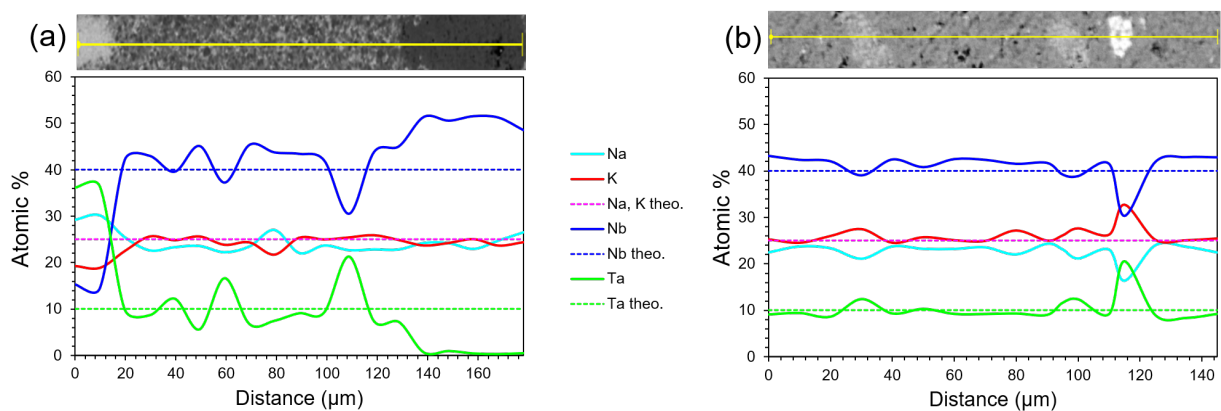 (a)
60
50
40
30
20
10
0
Atomic %
0 20 40 60 80 100 120 140 160
Distance (µm)
Na
K
Na, K theo.
Nb
Nb theo.
Ta
Ta theo.
(b)
60
50
40
30
20
10
0
Atomic %
0 20 40 60 80 100 120 140
Distance (µm)